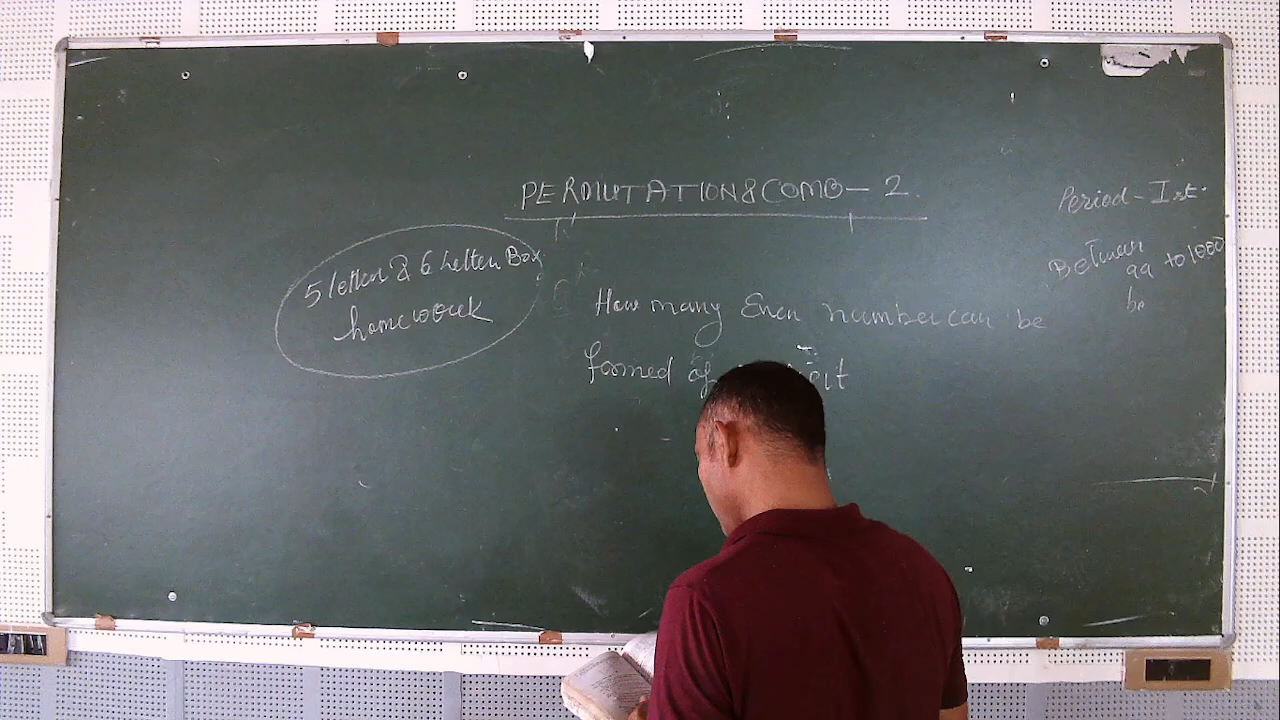 PERMUTATION & COMB - 2
Period - Ist
5 letter & 6 letter Box
homework
Between
99 to 1000
be
How many Even number can be
formed of